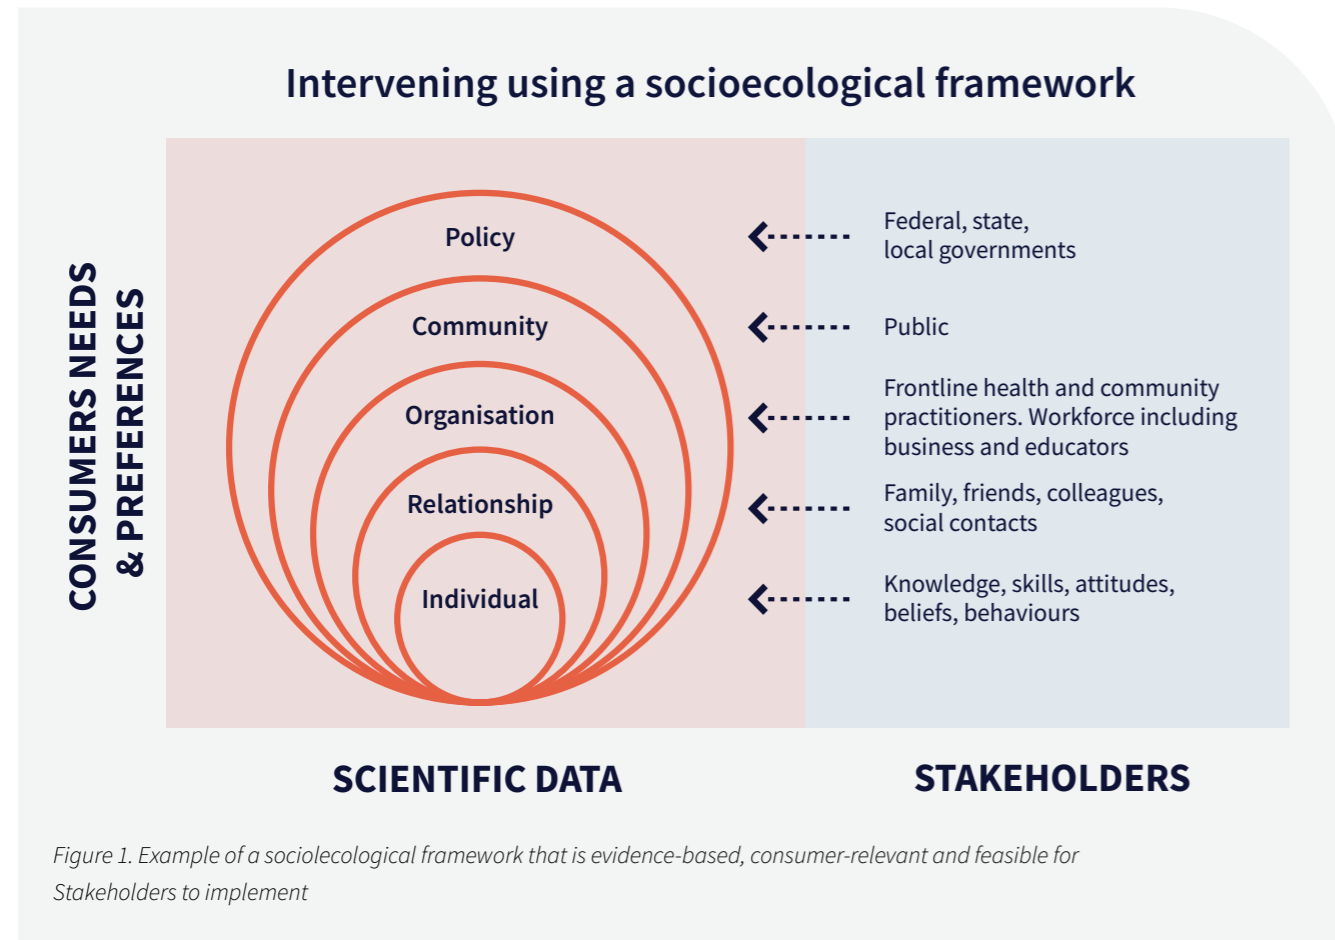 Intervening using a socioecological framework
CONSUMERS NEEDS
& PREFERENCES
Policy
Federal, state,
local governments
Community
Public
Organisation
Frontline health and community
practitioners. Workforce including
business and educators
Relationship
Family, friends, colleagues,
social contacts
Individual
Knowledge, skills, attitudes,
beliefs, behaviours
SCIENTIFIC DATA
STAKEHOLDERS
Figure 1. Example of a sociolecological framework that is evidence-based, consumer-relevant and feasible for
Stakeholders to implement